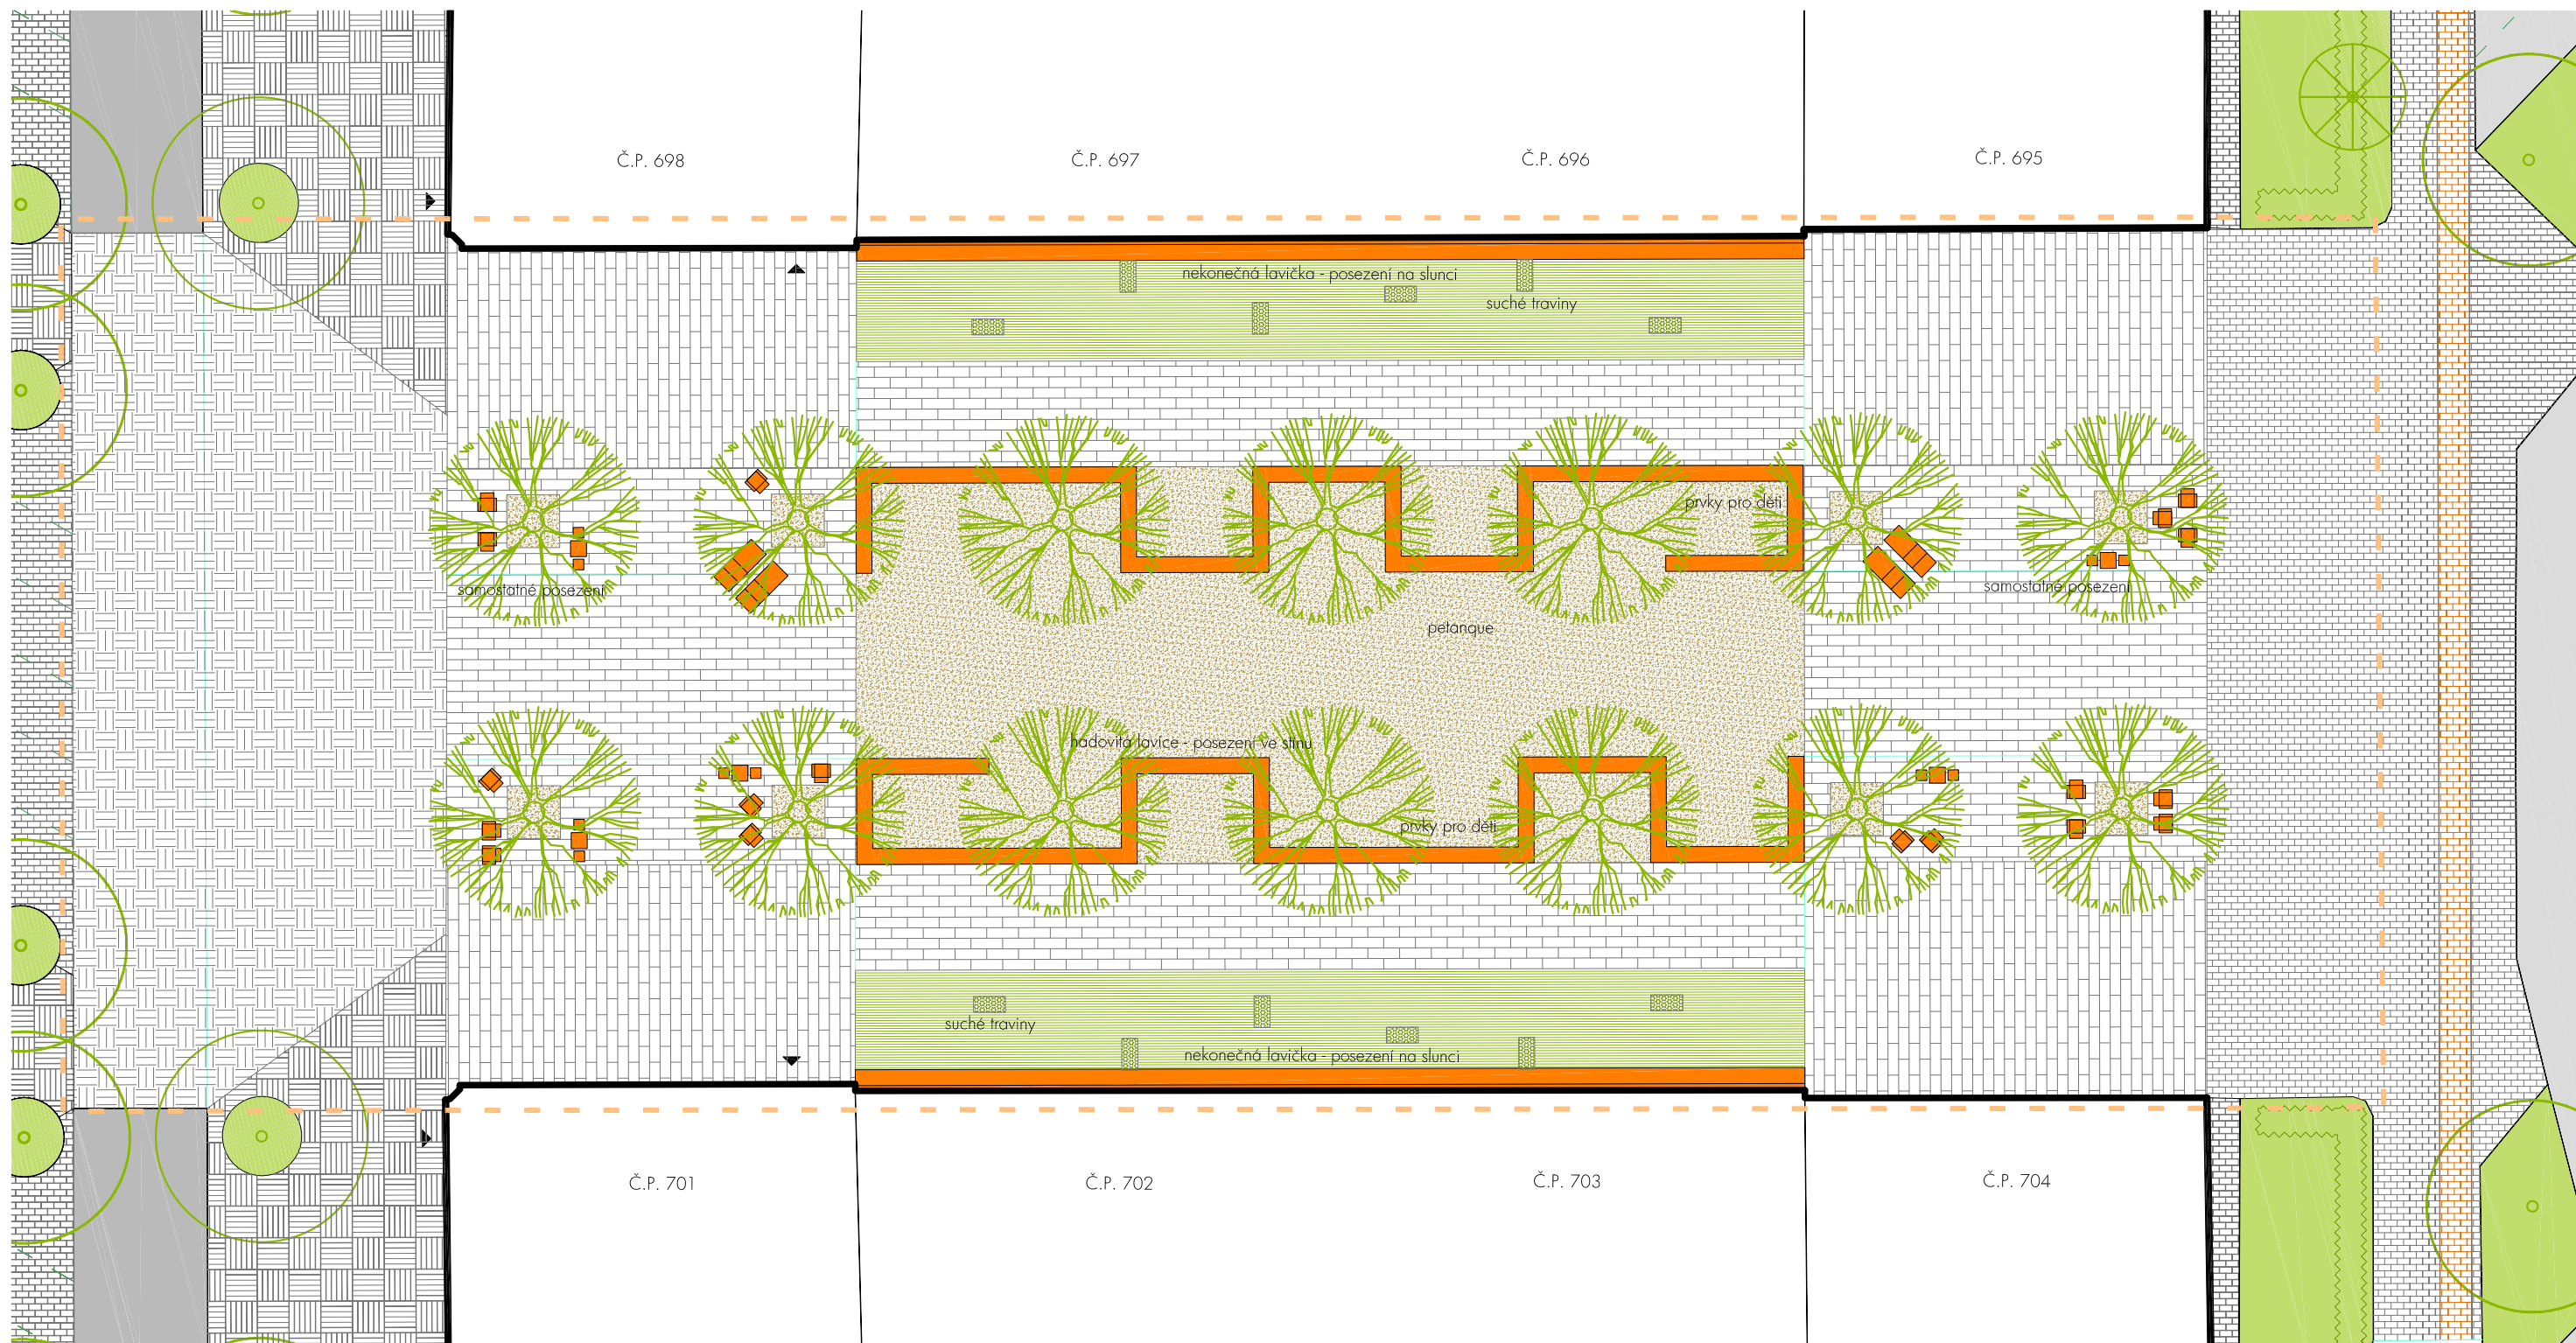 Č.P. 698
Č.P. 697
Č.P. 696
Č.P. 695
nekonečná lavička - posezení na slunci
suché traviny
prvky pro děti
samostatné posezení
samostatné posezení
petanque
hadovitá lavice - posezení ve stínu
prvky pro děti
suché traviny
nekonečná lavička - posezení na slunci
Č.P. 701
Č.P. 702
Č.P. 703
Č.P. 704